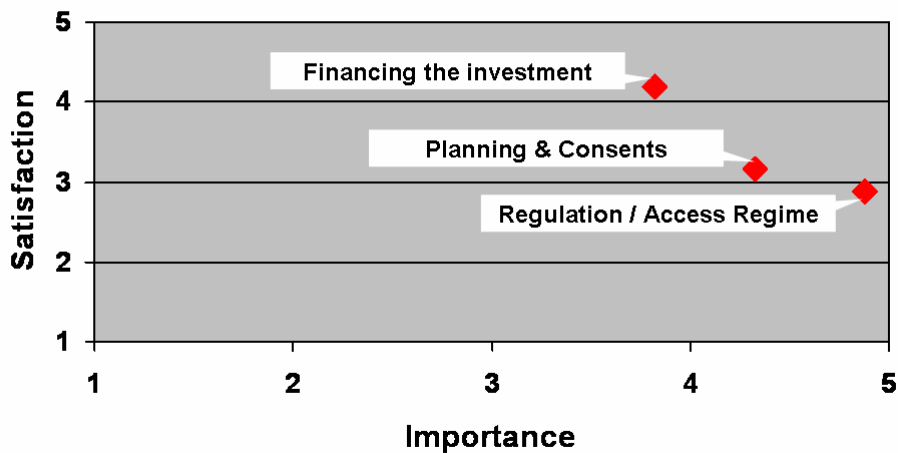 5
Financing the investment
4
Planning & Consents
3
Regulation / Access Regime
2
1
1 2 3 4 5
Satisfaction
Importance